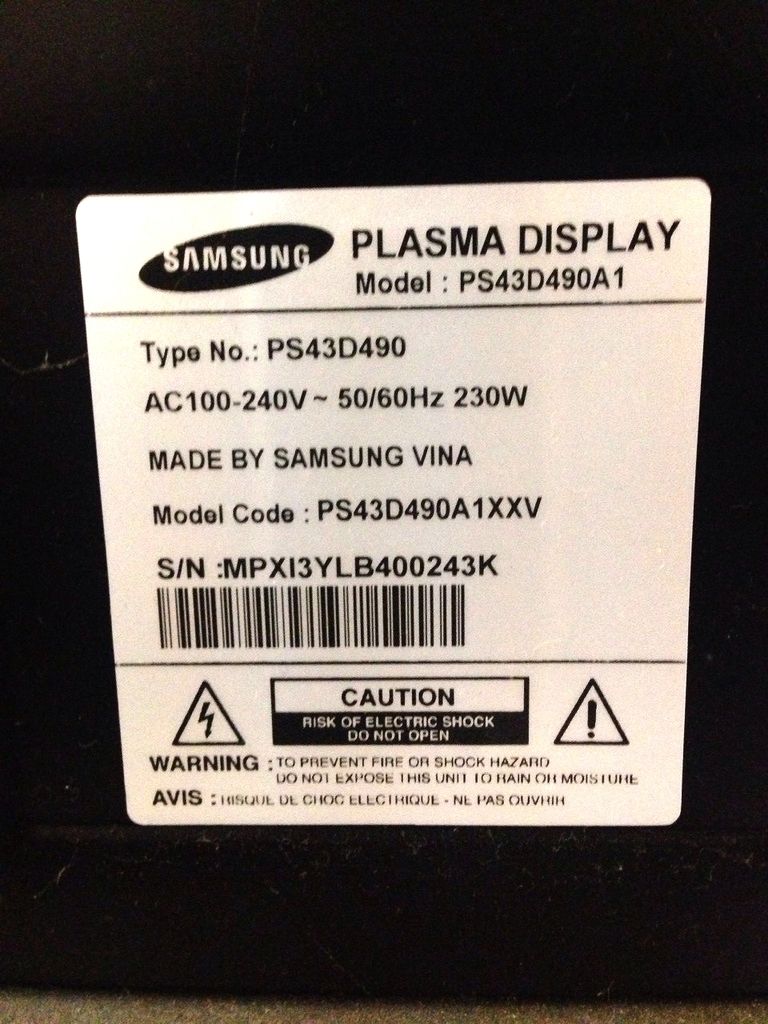 SAMSUNG PLASMA DISPLAY
Model : PS43D490A1
Type No.: PS43D490
AC100-240V ~ 50/60Hz 230W
MADE BY SAMSUNG VINA
Model Code : PS43D490A1XXV
S/N :MPXI3YLB400243K
CAUTION
RISK OF ELECTRIC SHOCK
DO NOT OPEN
WARNING : TO PREVENT FIRE OR SHOCK HAZARD
DO NOT EXPOSE THIS UNIT TO RAIN OR MOISTURE
AVIS : RISQUE DE CHOC ELECTRIQUE - NE PAS OUVRIR